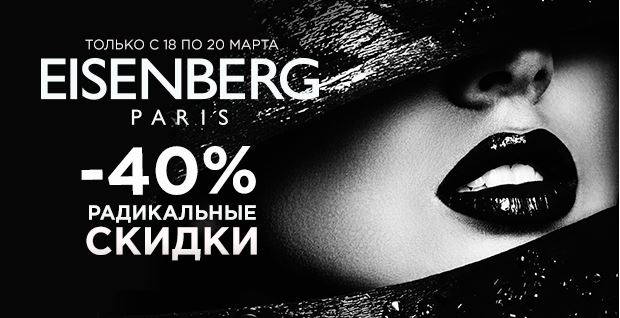 ТОЛЬКО С 18 ПО 20 МАРТА
EISENBERG
PARIS
-40%
РАДИКАЛЬНЫЕ
СКИДКИ